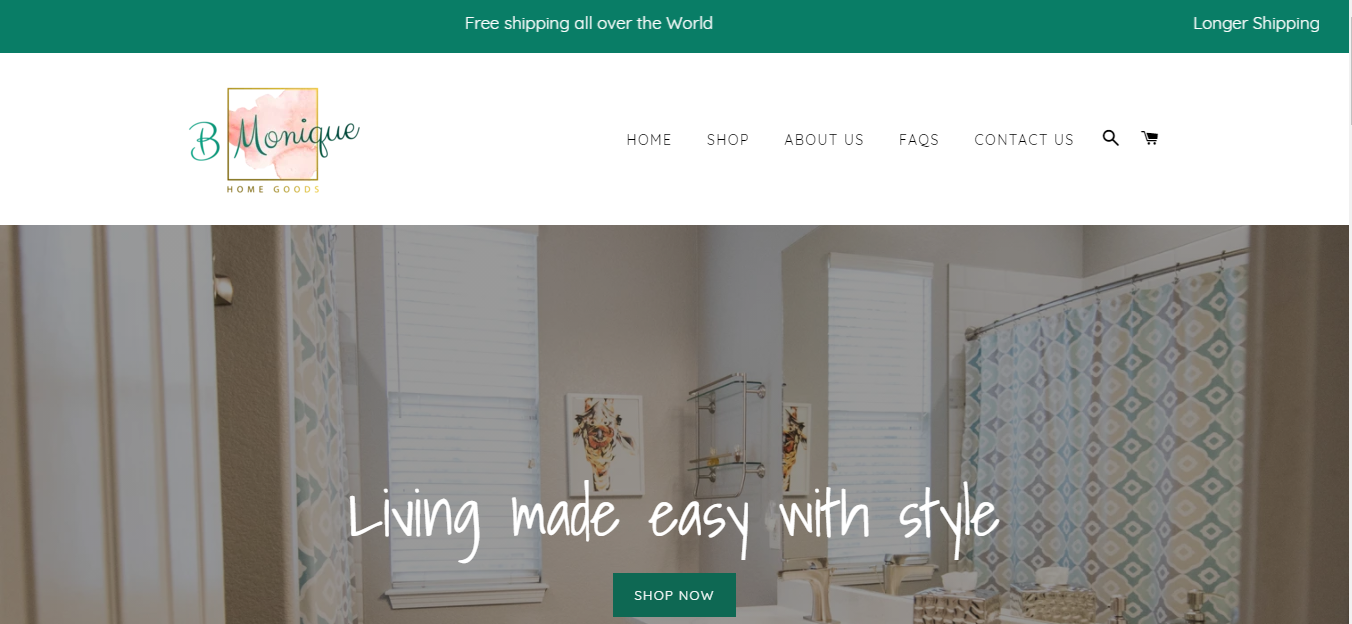 Free shipping all over the World
Longer Shipping
B Monique
HOME GOODS
HOME
SHOP
ABOUT US
FAQS
CONTACT US
Living made easy with style
SHOP NOW